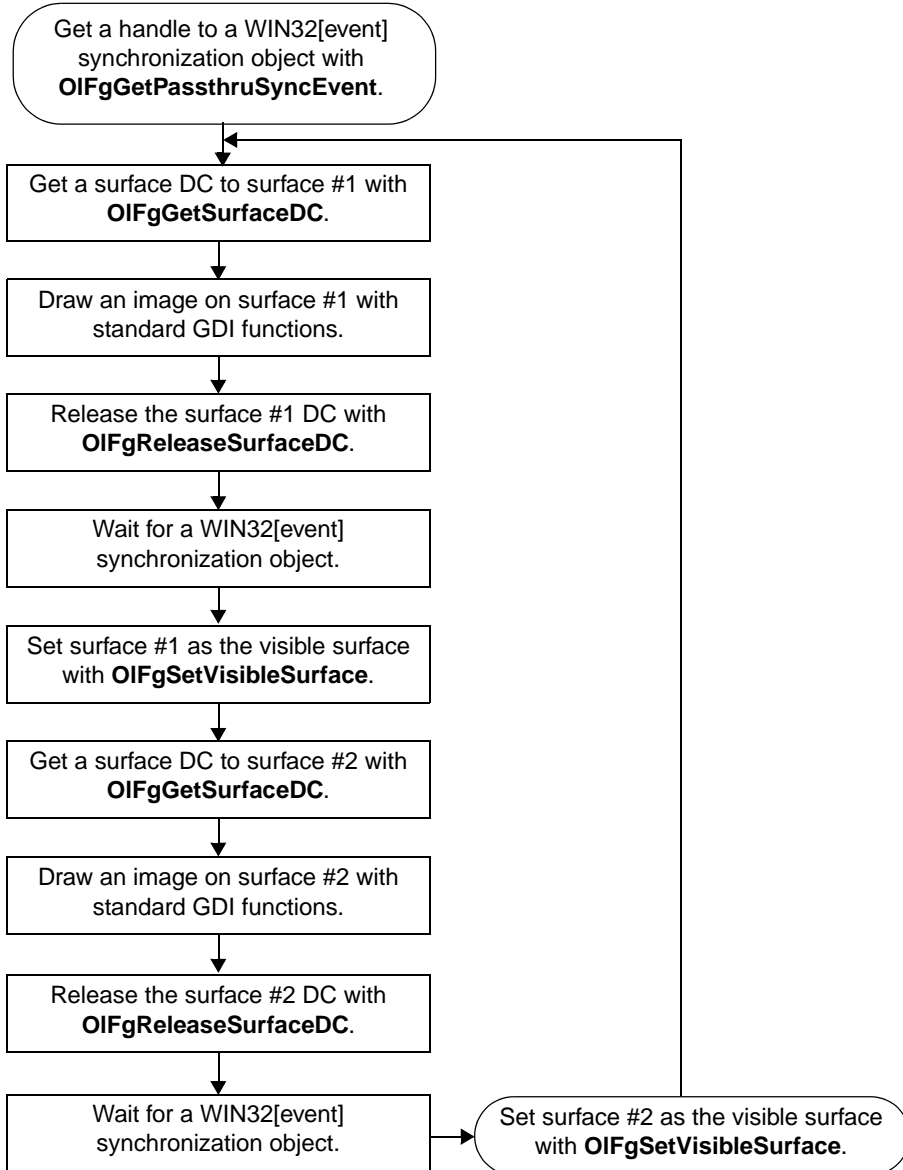 Get a handle to a WIN32[event]
synchronization object with
OlFgGetPassthruSyncEvent.
Get a surface DC to surface #1 with
OlFgGetSurfaceDC.
Draw an image on surface #1 with
standard GDI functions.
Release the surface #1 DC with
OlFgReleaseSurfaceDC.
Wait for a WIN32[event]
synchronization object.
Set surface #1 as the visible surface
with OlFgSetVisibleSurface.
Get a surface DC to surface #2 with
OlFgGetSurfaceDC.
Draw an image on surface #2 with
standard GDI functions.
Release the surface #2 DC with
OlFgReleaseSurfaceDC.
Wait for a WIN32[event]
synchronization object.
Set surface #2 as the visible surface
with OlFgSetVisibleSurface.